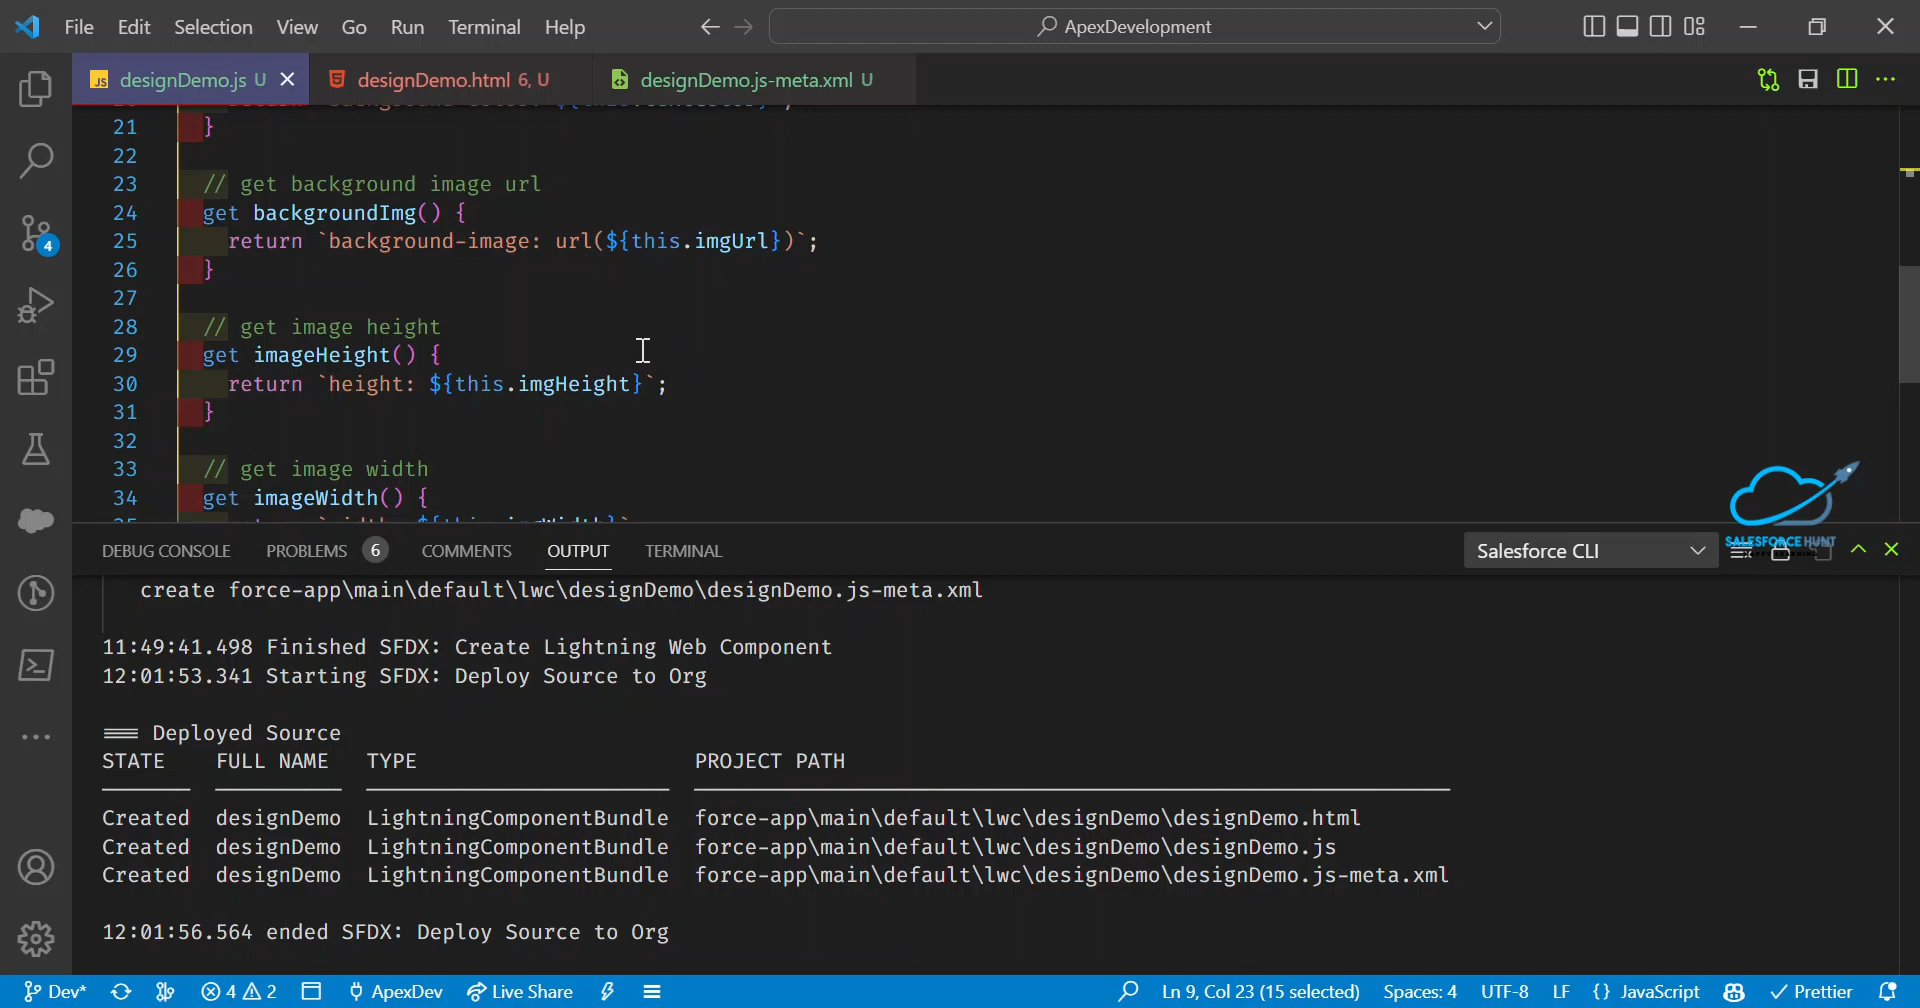 File Edit Selection View Go Run Terminal Help
ApexDevelopment
JS designDemo.js U
designDemo.html 6, U
designDemo.js-meta.xml U
21 }
22
23 // get background image url
24 get backgroundImg() {
25 return `background-image: url(${this.imgUrl})`;
26 }
27
28 // get image height
29 get imageHeight() {
30 return `height: ${this.imgHeight}`;
31 }
32
33 // get image width
34 get imageWidth() {
4
SALESFORCE HUNT
DEBUG CONSOLE PROBLEMS 6 COMMENTS OUTPUT TERMINAL Salesforce CLI
create force-app\main\default\lwc\designDemo\designDemo.js-meta.xml
11:49:41.498 Finished SFDX: Create Lightning Web Component
12:01:53.341 Starting SFDX: Deploy Source to Org
=== Deployed Source
STATE FULL NAME TYPE PROJECT PATH
Created designDemo LightningComponentBundle force-app\main\default\lwc\designDemo\designDemo.html
Created designDemo LightningComponentBundle force-app\main\default\lwc\designDemo\designDemo.js
Created designDemo LightningComponentBundle force-app\main\default\lwc\designDemo\designDemo.js-meta.xml
12:01:56.564 ended SFDX: Deploy Source to Org
Dev* 4 2 ApexDev Live Share Ln 9, Col 23 (15 selected) Spaces: 4 UTF-8 LF {} JavaScript Prettier